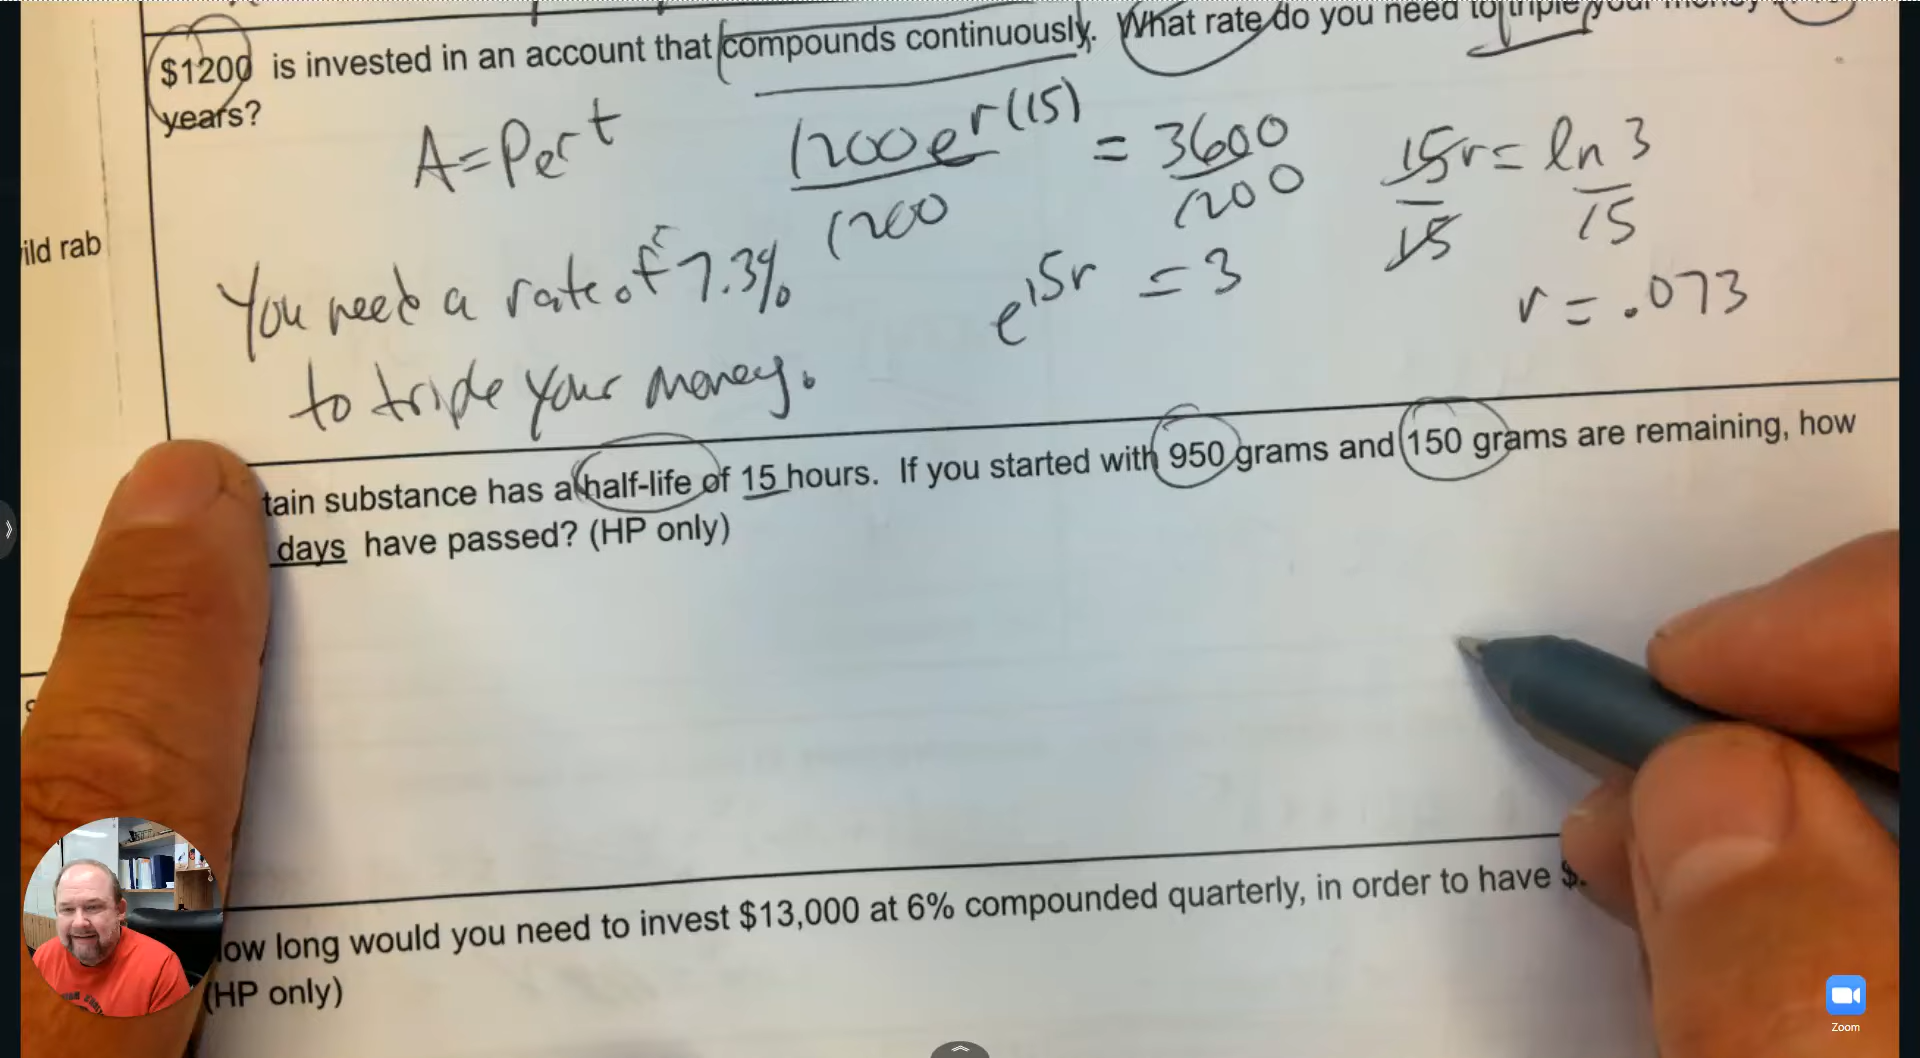 $1200 is invested in an account that compounds continuously. What rate do you need to triple your money
years?
A = Pert
1200e^r(15) = 3600
1200 1200
15r = ln 3
15 15
ild rab
You need a rate of 7.3%
e^15r = 3
r = .073
to triple your money.
tain substance has a half-life of 15 hours. If you started with 950 grams and 150 grams are remaining, how
days have passed? (HP only)
ow long would you need to invest $13,000 at 6% compounded quarterly, in order to have $
(HP only)
Zoom